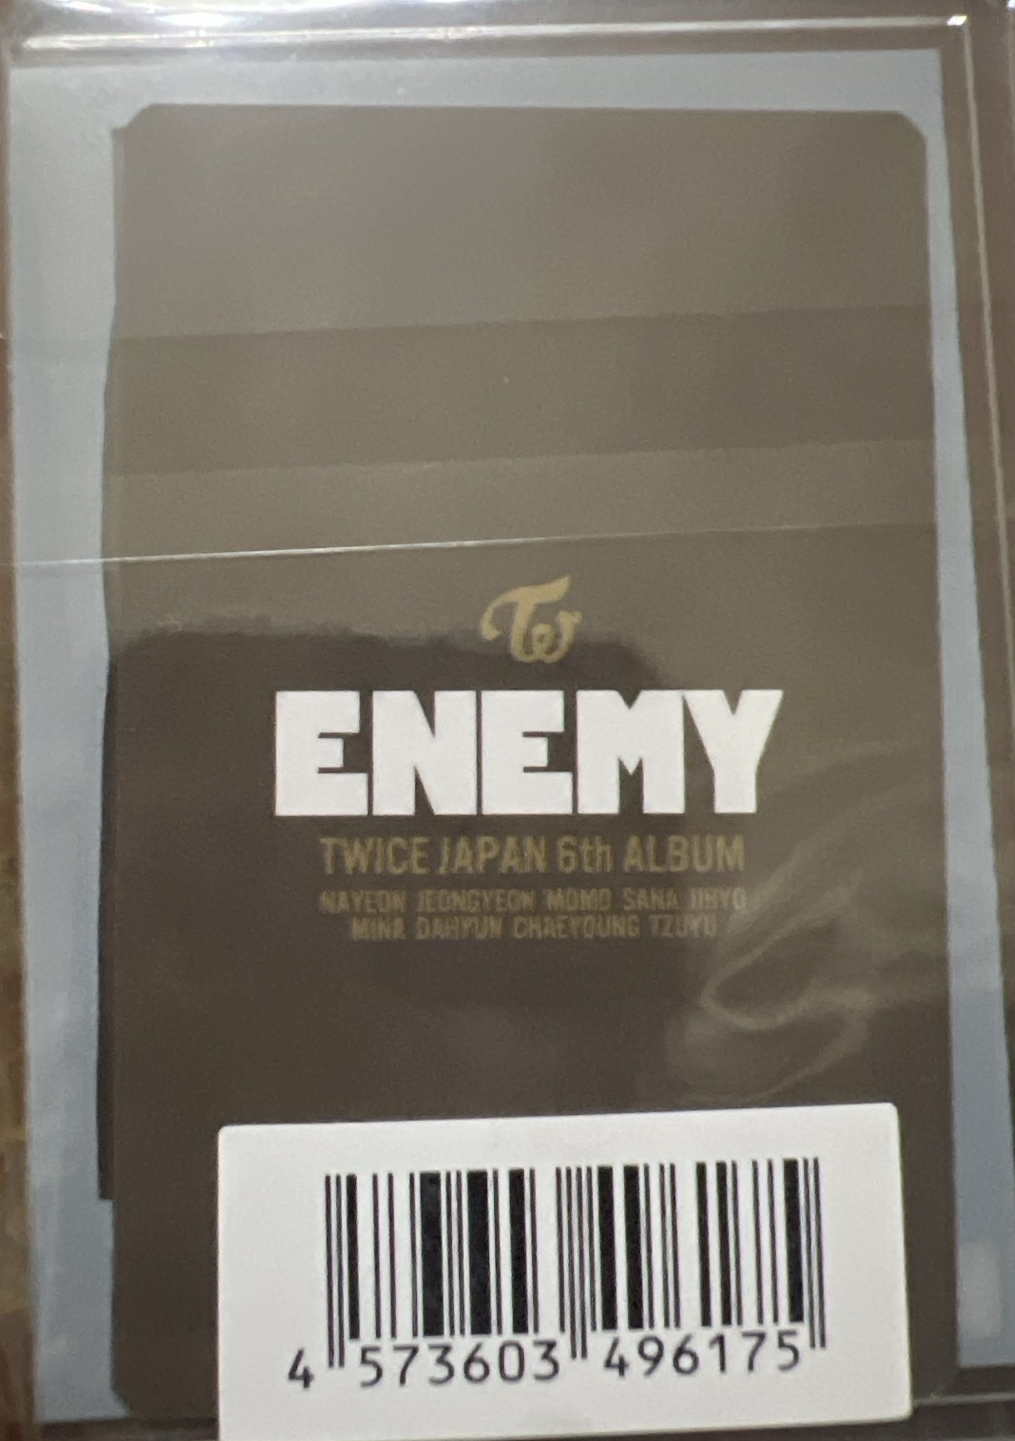 Tw
ENEMY
TWICE JAPAN 6th ALBUM
NAYEON JEONGYEON MOMO SANA JIHYO
MINA DAHYUN CHAEYOUNG TZUYU
4 573603 496175